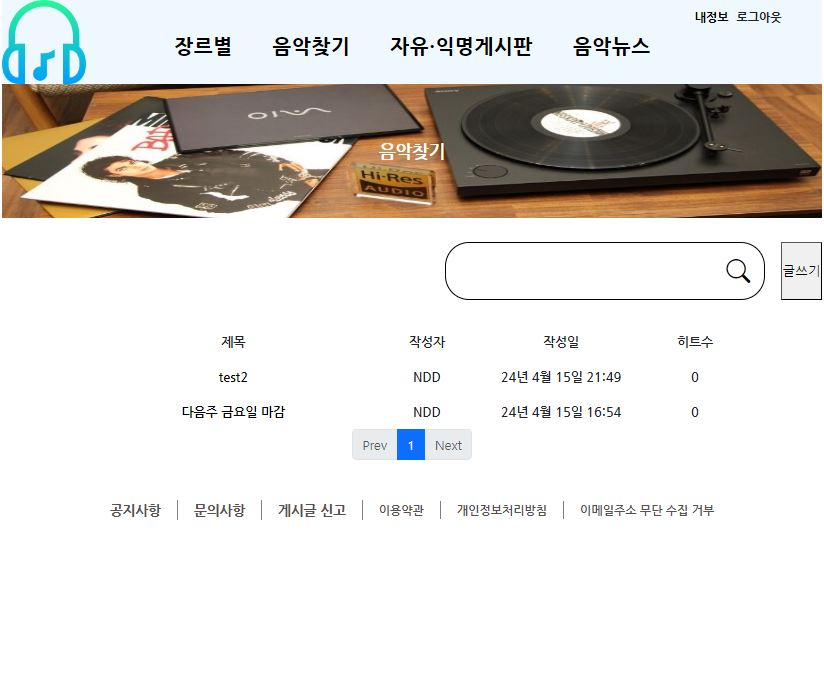 내정보 로그아웃
장르별 음악찾기 자유·익명게시판 음악뉴스
VAIO
SONY
BAD
음악찾기
Hi-Res
AUDIO
글쓰기
제목 작성자 작성일 히트수
test2 NDD 24년 4월 15일 21:49 0
다음주 금요일 마감 NDD 24년 4월 15일 16:54 0
Prev 1 Next
공지사항 문의사항 게시글 신고 이용약관 개인정보처리방침 이메일주소 무단 수집 거부